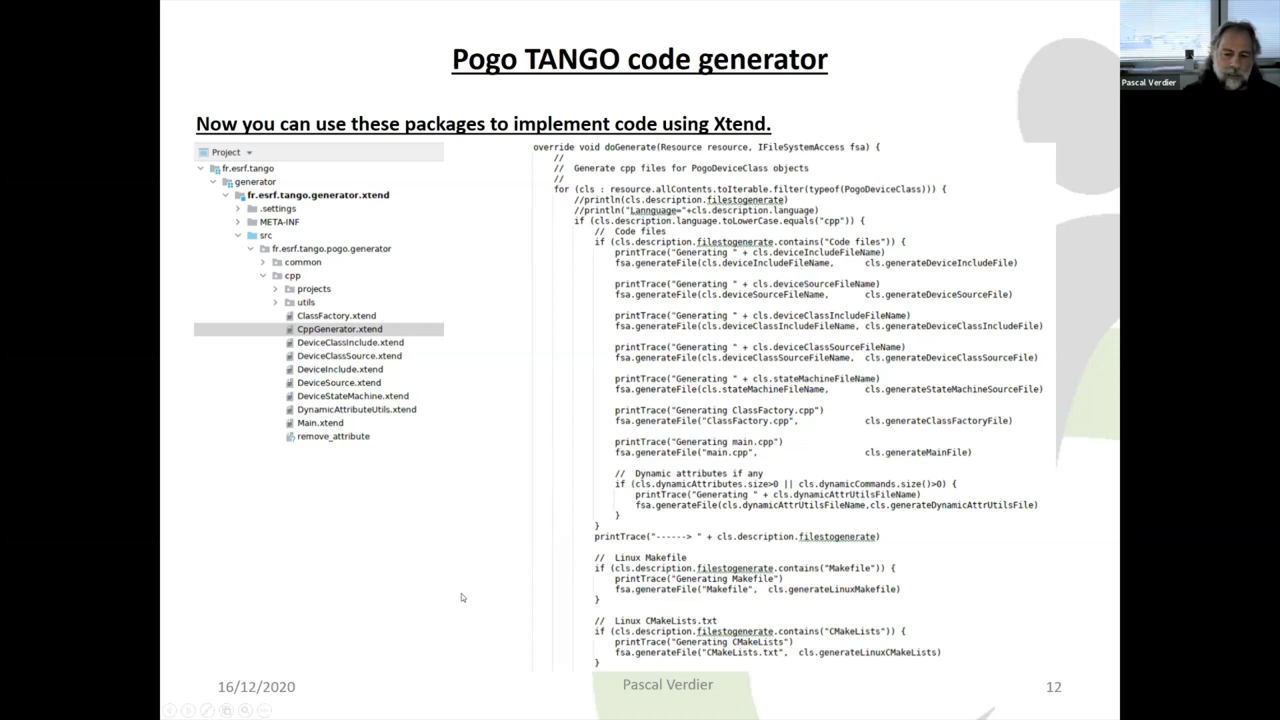 Pogo TANGO code generator
Pascal Verdier
Now you can use these packages to implement code using Xtend.
Project
fr.esrf.tango
generator
fr.esrf.tango.generator.xtend
.settings
META-INF
src
fr.esrf.tango.pogo.generator
common
cpp
projects
utils
ClassFactory.xtend
CppGenerator.xtend
DeviceClassInclude.xtend
DeviceClassSource.xtend
DeviceInclude.xtend
DeviceSource.xtend
DeviceStateMachine.xtend
DynamicAttributeUtils.xtend
Main.xtend
remove_attribute
override void doGenerate(Resource resource, IFileSystemAccess fsa) {
//
// Generate cpp files for PogoDeviceClass objects
//
for (cls : resource.allContents.toIterable.filter(typeof(PogoDeviceClass))) {
//println(cls.description.filestogenerate)
//println("Lannguage="+cls.description.language)
if (cls.description.language.toLowerCase.equals("cpp")) {
// Code files
if (cls.description.filestogenerate.contains("Code files")) {
printTrace("Generating " + cls.deviceIncludeFileName)
fsa.generateFile(cls.deviceIncludeFileName, cls.generateDeviceIncludeFile)
printTrace("Generating " + cls.deviceSourceFileName)
fsa.generateFile(cls.deviceSourceFileName, cls.generateDeviceSourceFile)
printTrace("Generating " + cls.deviceClassIncludeFileName)
fsa.generateFile(cls.deviceClassIncludeFileName, cls.generateDeviceClassIncludeFile)
printTrace("Generating " + cls.deviceClassSourceFileName)
fsa.generateFile(cls.deviceClassSourceFileName, cls.generateDeviceClassSourceFile)
printTrace("Generating " + cls.stateMachineFileName)
fsa.generateFile(cls.stateMachineFileName, cls.generateStateMachineSourceFile)
printTrace("Generating ClassFactory.cpp")
fsa.generateFile("ClassFactory.cpp", cls.generateClassFactoryFile)
printTrace("Generating main.cpp")
fsa.generateFile("main.cpp", cls.generateMainFile)
// Dynamic attributes if any
if (cls.dynamicAttributes.size>0 || cls.dynamicCommands.size()>0) {
printTrace("Generating " + cls.dynamicAttrUtilsFileName)
fsa.generateFile(cls.dynamicAttrUtilsFileName,cls.generateDynamicAttrUtilsFile)
}
}
printTrace("------> " + cls.description.filestogenerate)
// Linux Makefile
if (cls.description.filestogenerate.contains("Makefile")) {
printTrace("Generating Makefile")
fsa.generateFile("Makefile", cls.generateLinuxMakefile)
}
// Linux CMakeLists.txt
if (cls.description.filestogenerate.contains("CMakeLists")) {
printTrace("Generating CMakeLists")
fsa.generateFile("CMakeLists.txt", cls.generateLinuxCMakeLists)
}
16/12/2020
Pascal Verdier
12